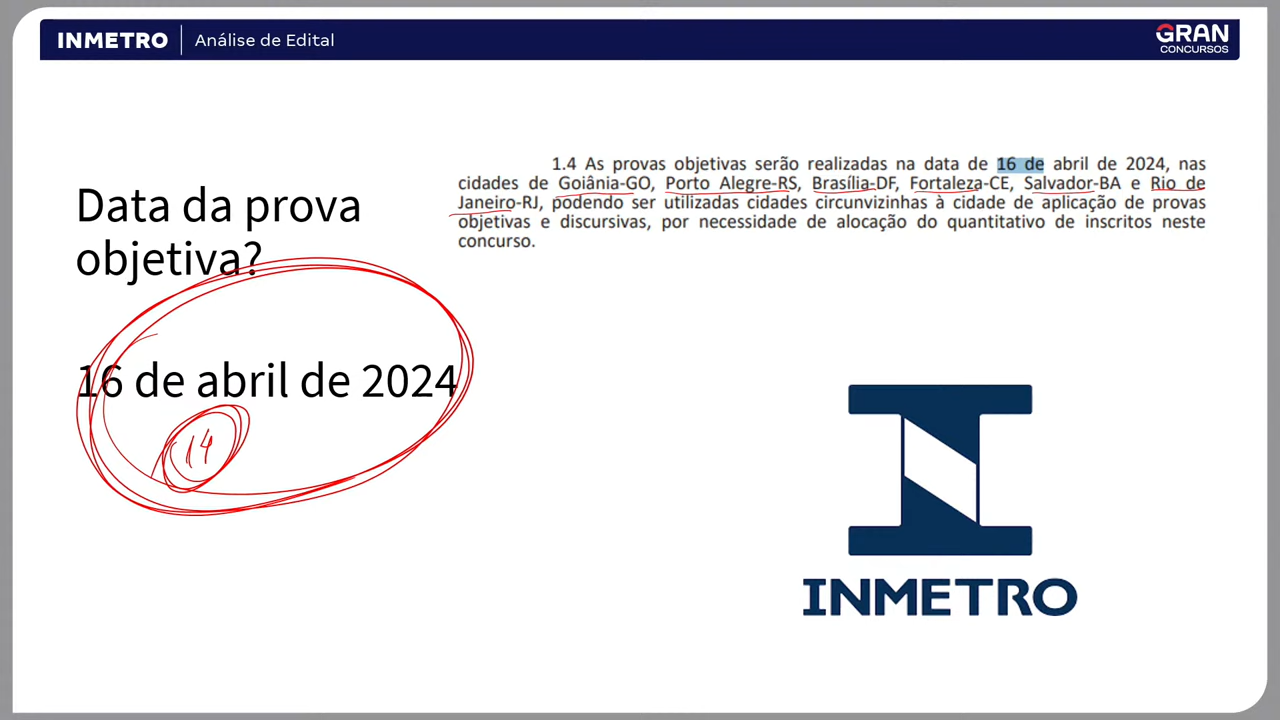 INMETRO | Análise de Edital
GRAN
CONCURSOS
Data da prova
objetiva?
16 de abril de 2024
14
1.4 As provas objetivas serão realizadas na data de 16 de abril de 2024, nas
cidades de Goiânia-GO, Porto Alegre-RS, Brasília-DF, Fortaleza-CE, Salvador-BA e Rio de
Janeiro-RJ, podendo ser utilizadas cidades circunvizinhas à cidade de aplicação de provas
objetivas e discursivas, por necessidade de alocação do quantitativo de inscritos neste
concurso.
INMETRO